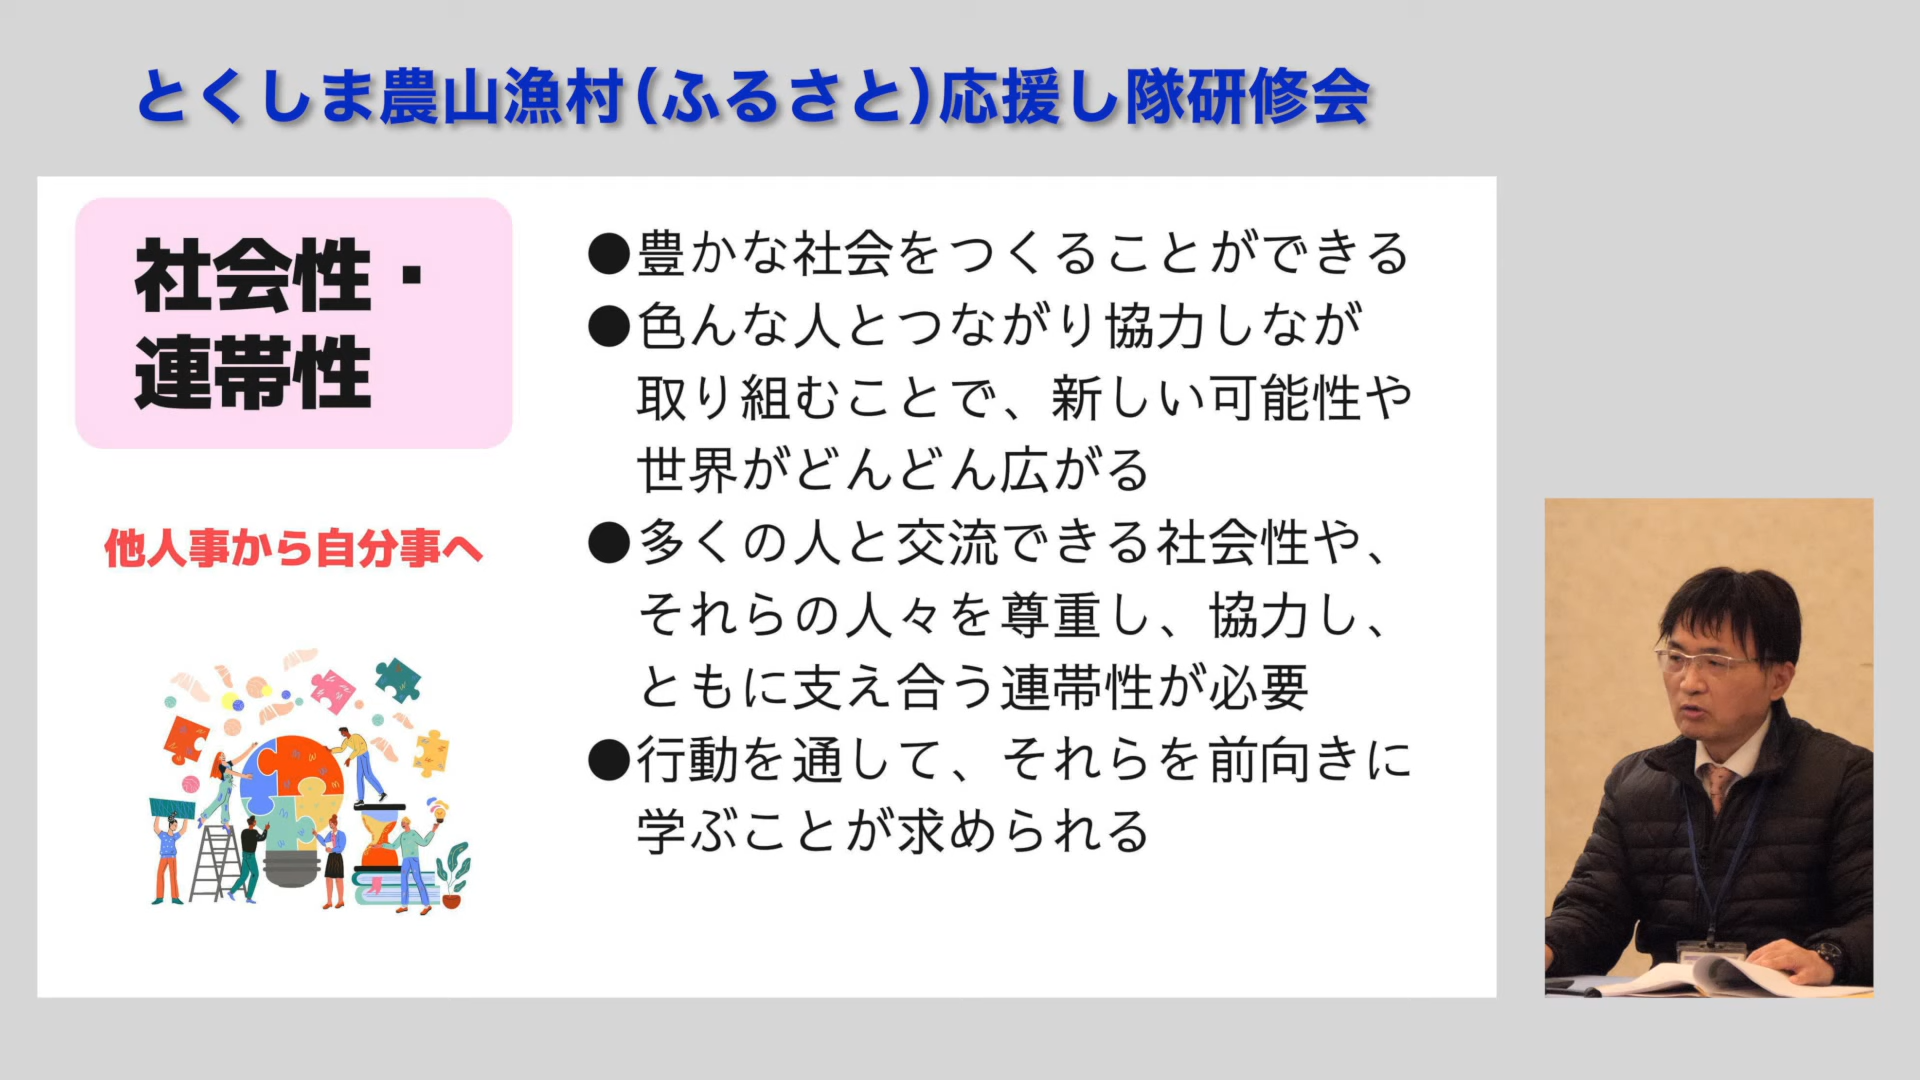 とくしま農山漁村(ふるさと)応援し隊研修会
社会性・
連帯性
他人事から自分事へ
●豊かな社会をつくることができる
●色んな人とつながり協力しなが
取り組むことで、新しい可能性や
世界がどんどん広がる
●多くの人と交流できる社会性や、
それらの人々を尊重し、協力し、
ともに支え合う連帯性が必要
●行動を通して、それらを前向きに
学ぶことが求められる